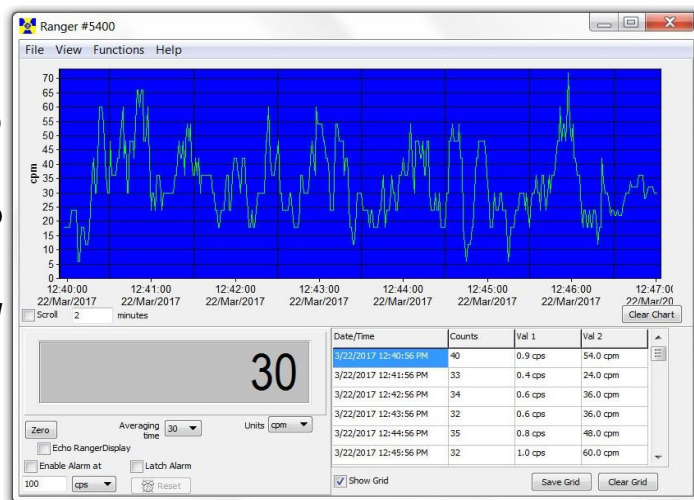 Ranger #5400
File View Functions Help
cpm
70
65
60
55
50
45
40
35
30
25
20
15
10
5
0
12:40:00 12:41:00 12:42:00 12:43:00 12:44:00 12:45:00 12:46:00 12:47:0
22/Mar/2017 22/Mar/2017 22/Mar/2017 22/Mar/2017 22/Mar/2017 22/Mar/2017 22/Mar/2017 22/Mar/20
Scroll 2 minutes Clear Chart
30
Zero Averaging time 30 Units cpm
Echo RangerDisplay
Enable Alarm at Latch Alarm
100 cps Reset
Date/Time Counts Val 1 Val 2
3/22/2017 12:40:56 PM 40 0.9 cps 54.0 cpm
3/22/2017 12:41:56 PM 33 0.4 cps 24.0 cpm
3/22/2017 12:42:56 PM 34 0.6 cps 36.0 cpm
3/22/2017 12:43:56 PM 32 0.6 cps 36.0 cpm
3/22/2017 12:44:56 PM 35 0.8 cps 48.0 cpm
3/22/2017 12:45:56 PM 32 1.0 cps 60.0 cpm
Show Grid Save Grid Clear Grid